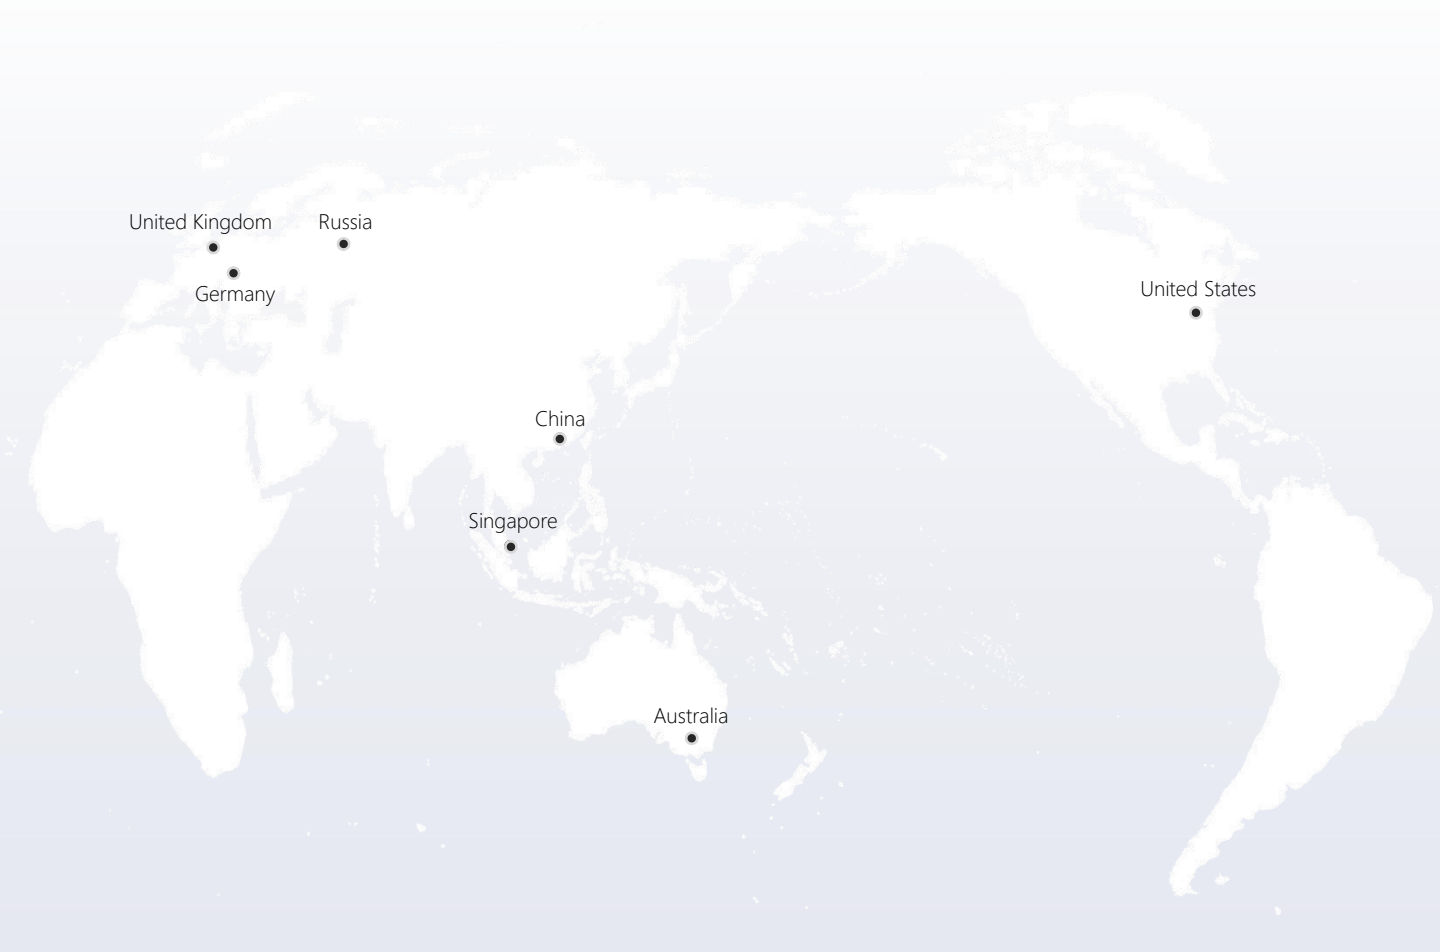 United Kingdom
Russia
Germany
United States
China
Singapore
Australia